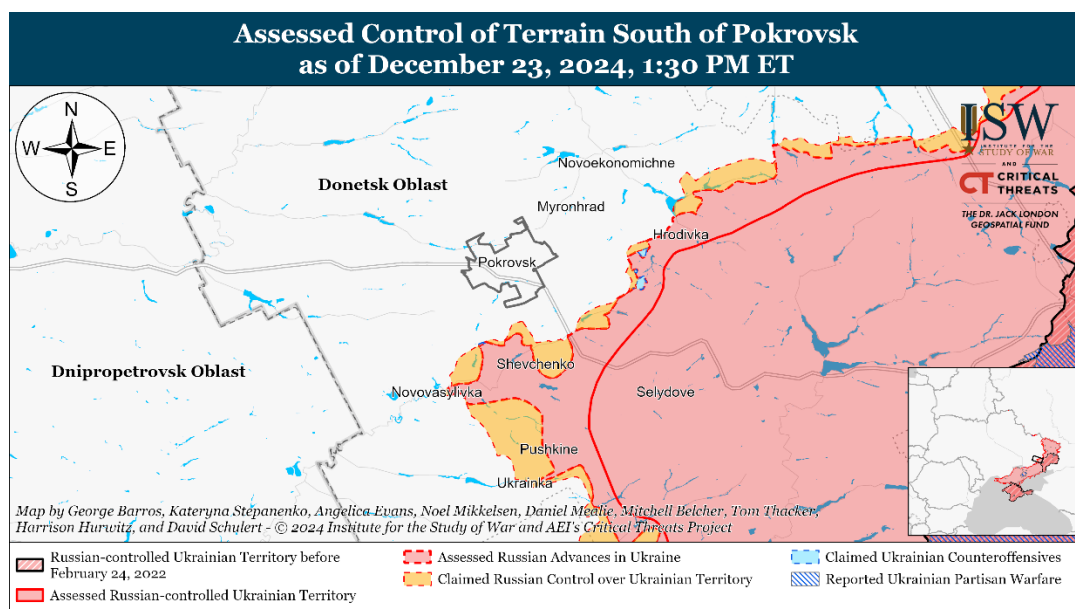 Assessed Control of Terrain South of Pokrovsk
as of December 23, 2024, 1:30 PM ET
N
W
E
S
ISW
INSTITUTE FOR THE
STUDY OF WAR
AND
CT CRITICAL
THREATS
THE DR. JACK LONDON
GEOSPATIAL FUND
Novoekonomichne
Donetsk Oblast
Myronhrad
Hrodivka
Pokrovsk
Shevchenko
Dnipropetrovsk Oblast
Novovasylivka
Selydove
Pushkine
Ukrainka
Map by George Barros, Kateryna Stepanenko, Angelica Evans, Noel Mikkelsen, Daniel Mealie, Mitchell Belcher, Tom Thacker,
Harrison Hurwitz, and David Schulert - © 2024 Institute for the Study of War and AEI's Critical Threats Project
Russian-controlled Ukrainian Territory before
February 24, 2022
Assessed Russian-controlled Ukrainian Territory
Assessed Russian Advances in Ukraine
Claimed Russian Control over Ukrainian Territory
Claimed Ukrainian Counteroffensives
Reported Ukrainian Partisan Warfare